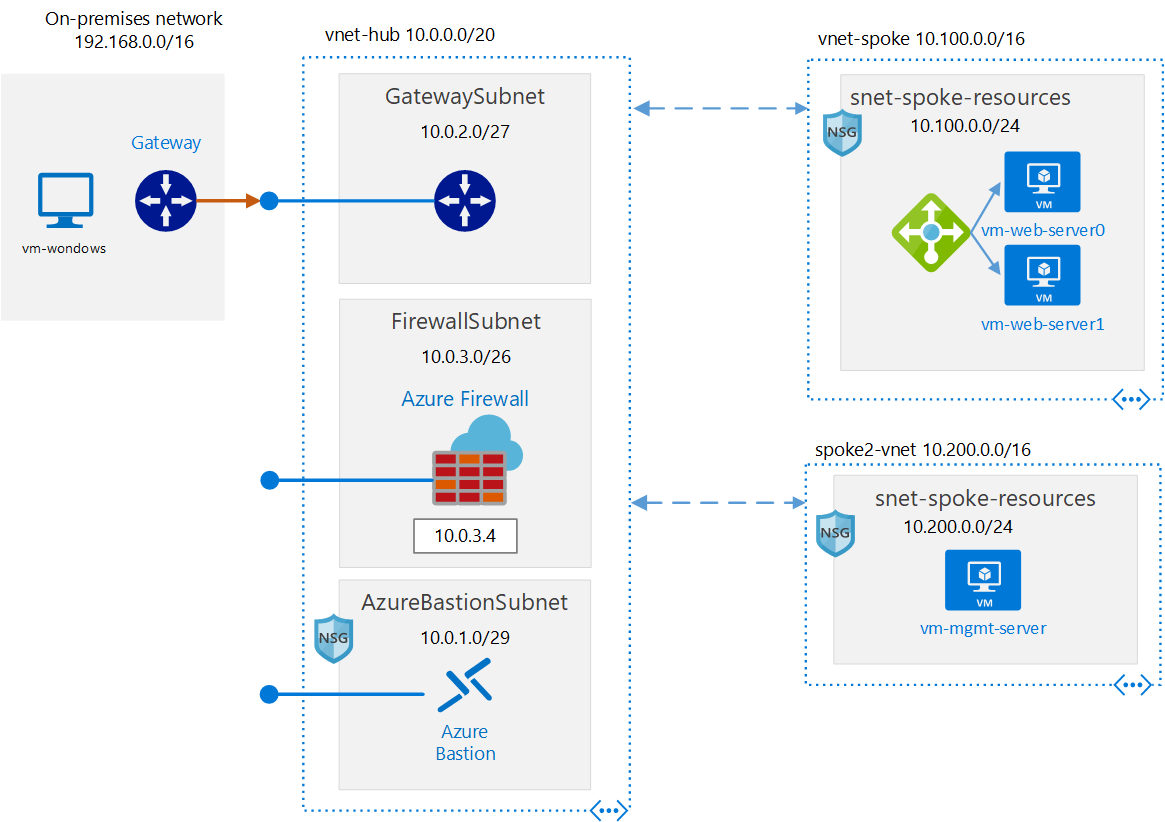 On-premises network
192.168.0.0/16
Gateway
vm-wondows
vnet-hub 10.0.0.0/20
GatewaySubnet
10.0.2.0/27
FirewallSubnet
10.0.3.0/26
Azure Firewall
10.0.3.4
AzureBastionSubnet
10.0.1.0/29
NSG
Azure
Bastion
vnet-spoke 10.100.0.0/16
snet-spoke-resources
10.100.0.0/24
NSG
VM
vm-web-server0
VM
vm-web-server1
spoke2-vnet 10.200.0.0/16
snet-spoke-resources
10.200.0.0/24
NSG
VM
vm-mgmt-server